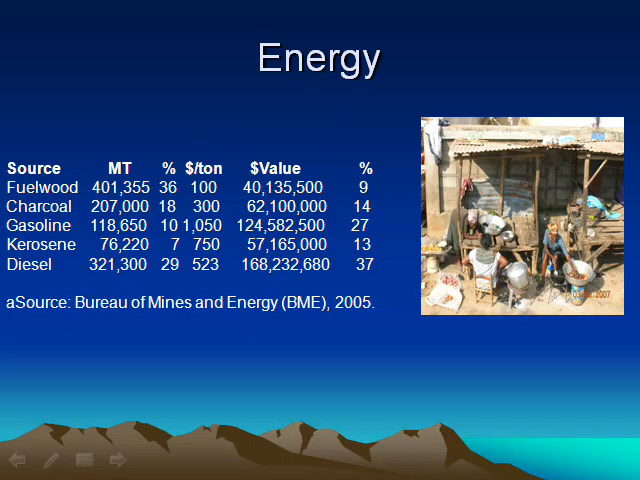 Energy
Source MT % $/ton $Value %
Fuelwood 401,355 36 100 40,135,500 9
Charcoal 207,000 18 300 62,100,000 14
Gasoline 118,650 10 1,050 124,582,500 27
Kerosene 76,220 7 750 57,165,000 13
Diesel 321,300 29 523 168,232,680 37
aSource: Bureau of Mines and Energy (BME), 2005.